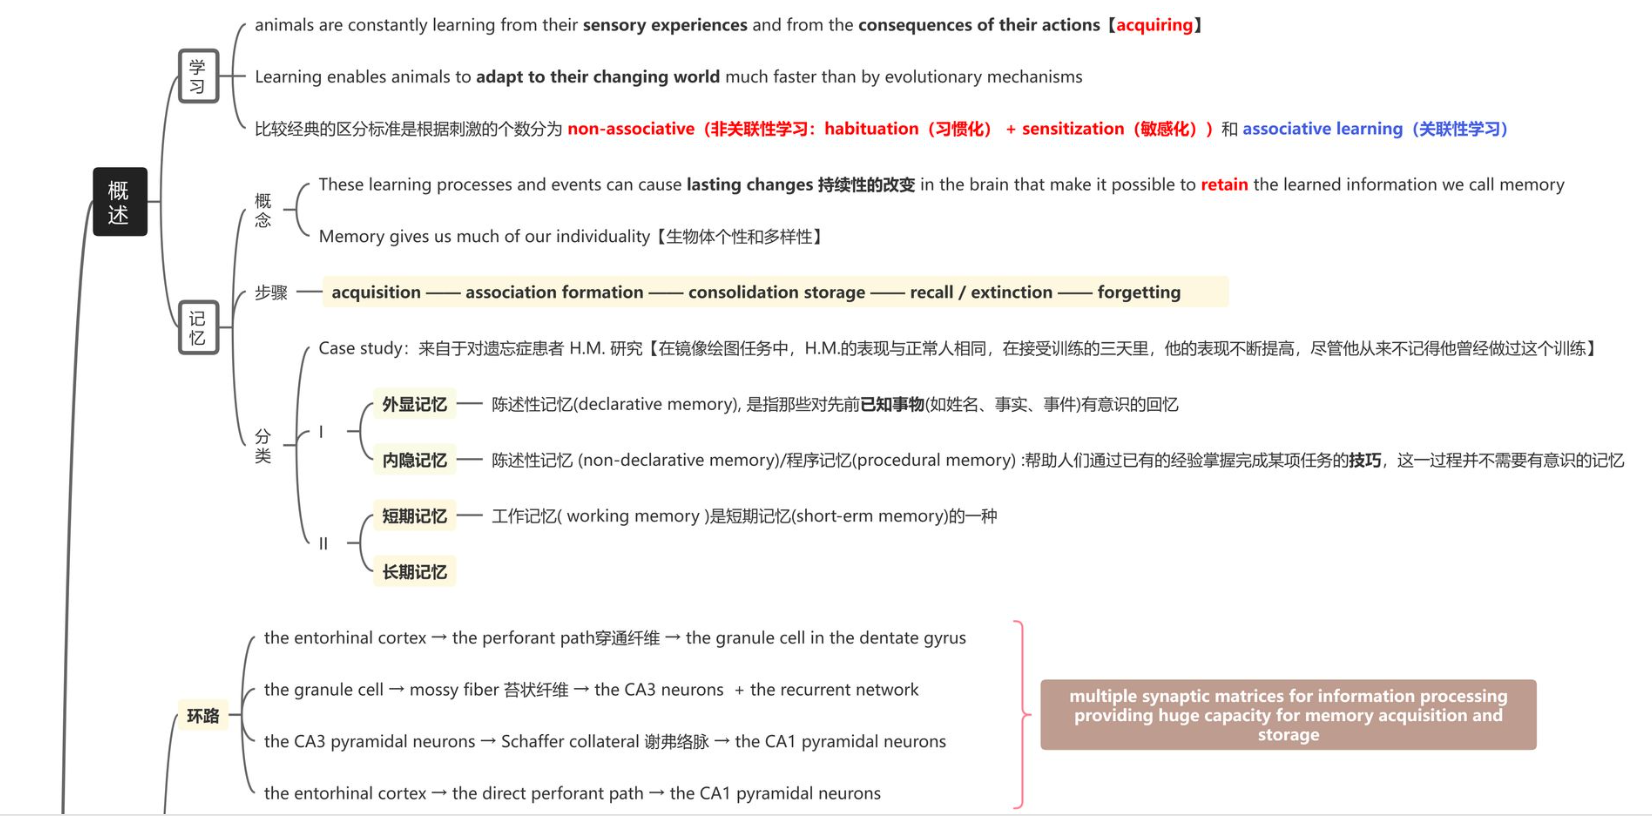 概
述
学
习
animals are constantly learning from their sensory experiences and from the consequences of their actions【acquiring】
Learning enables animals to adapt to their changing world much faster than by evolutionary mechanisms
比较经典的区分标准是根据刺激的个数分为 non-associative（非关联性学习：habituation（习惯化） + sensitization（敏感化））和 associative learning（关联性学习）
记
忆
概
念
These learning processes and events can cause lasting changes 持续性的改变 in the brain that make it possible to retain the learned information we call memory
Memory gives us much of our individuality【生物体个性和多样性】
步骤
acquisition —— association formation —— consolidation storage —— recall / extinction —— forgetting
分
类
Case study：来自于对遗忘症患者 H.M. 研究【在镜像绘图任务中，H.M.的表现与正常人相同，在接受训练的三天里，他的表现不断提高，尽管他从来不记得他曾经做过这个训练】
I
外显记忆
陈述性记忆(declarative memory), 是指那些对先前已知事物(如姓名、事实、事件)有意识的回忆
内隐记忆
陈述性记忆 (non-declarative memory)/程序记忆(procedural memory) :帮助人们通过已有的经验掌握完成某项任务的技巧，这一过程并不需要有意识的记忆
II
短期记忆
工作记忆( working memory )是短期记忆(short-erm memory)的一种
长期记忆
环路
the entorhinal cortex → the perforant path穿通纤维 → the granule cell in the dentate gyrus
the granule cell → mossy fiber 苔状纤维 → the CA3 neurons + the recurrent network
the CA3 pyramidal neurons → Schaffer collateral 谢弗络脉 → the CA1 pyramidal neurons
the entorhinal cortex → the direct perforant path → the CA1 pyramidal neurons
multiple synaptic matrices for information processing
providing huge capacity for memory acquisition and
storage